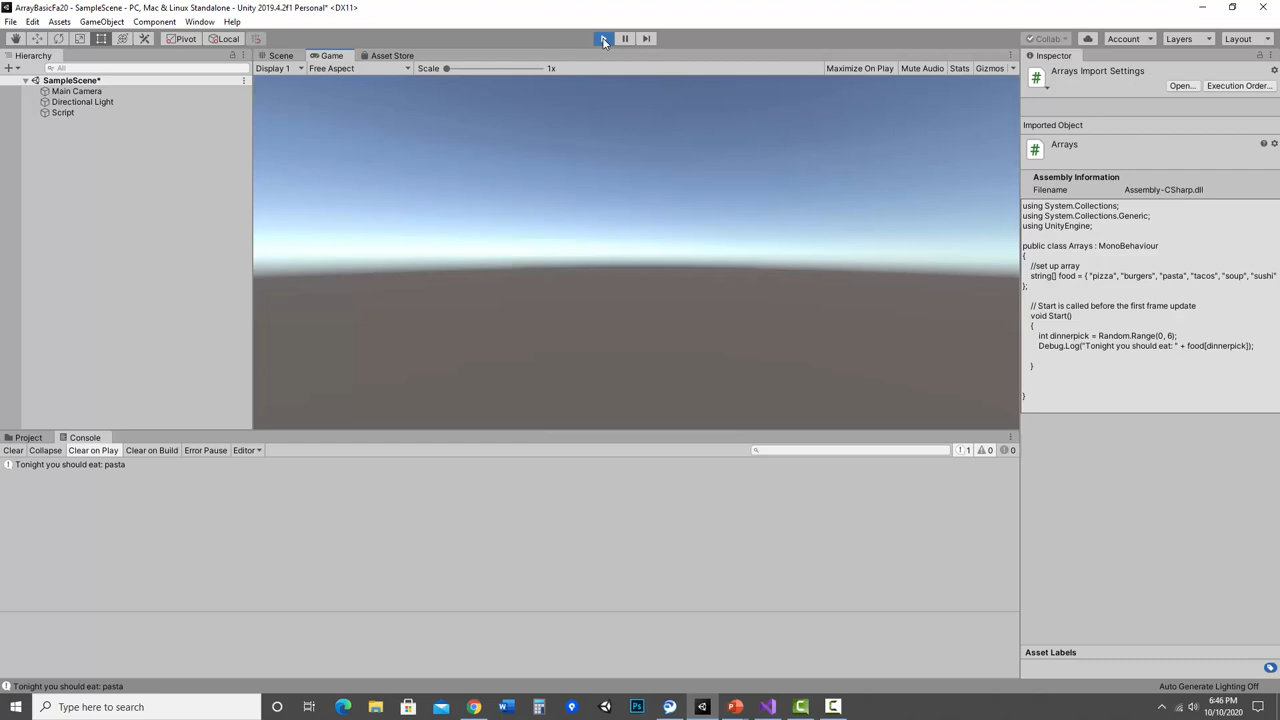 ArrayBasicFa20 - SampleScene - PC, Mac & Linux Standalone - Unity 2019.4.2f1 Personal* <DX11>
File Edit Assets GameObject Component Window Help
Pivot Local Collab Account Layers Layout
Hierarchy Scene Game Asset Store Inspector
All Display 1 Free Aspect Scale 1x Maximize On Play Mute Audio Stats Gizmos
Arrays Import Settings
SampleScene*
Open... Execution Order...
Main Camera
Directional Light
Script
Imported Object
# Arrays
Assembly Information
Filename Assembly-CSharp.dll
using System.Collections;
using System.Collections.Generic;
using UnityEngine;
public class Arrays : MonoBehaviour
{
//set up array
string[] food = { "pizza", "burgers", "pasta", "tacos", "soup", "sushi"
};
// Start is called before the first frame update
void Start()
{
int dinnerpick = Random.Range(0, 6);
Debug.Log("Tonight you should eat: " + food[dinnerpick]);
}
}
Project Console
Clear Collapse Clear on Play Clear on Build Error Pause Editor 1 0 0
Tonight you should eat: pasta
Asset Labels
Tonight you should eat: pasta
Auto Generate Lighting Off
Type here to search
6:46 PM
10/10/2020